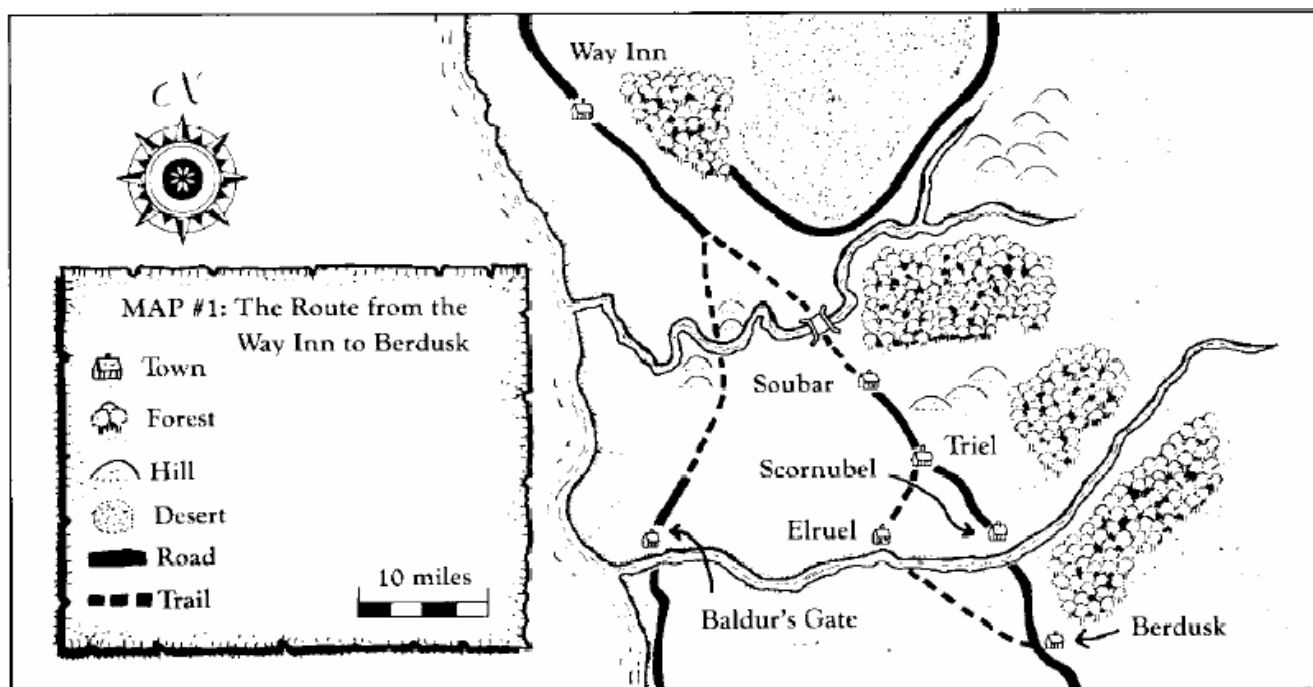 Way Inn
MAP #1: The Route from the
Way Inn to Berdusk
Town
Forest
Hill
Desert
Road
Trail
10 miles
Soubar
Triel
Scornubel
Elruel
Baldur's Gate
Berdusk